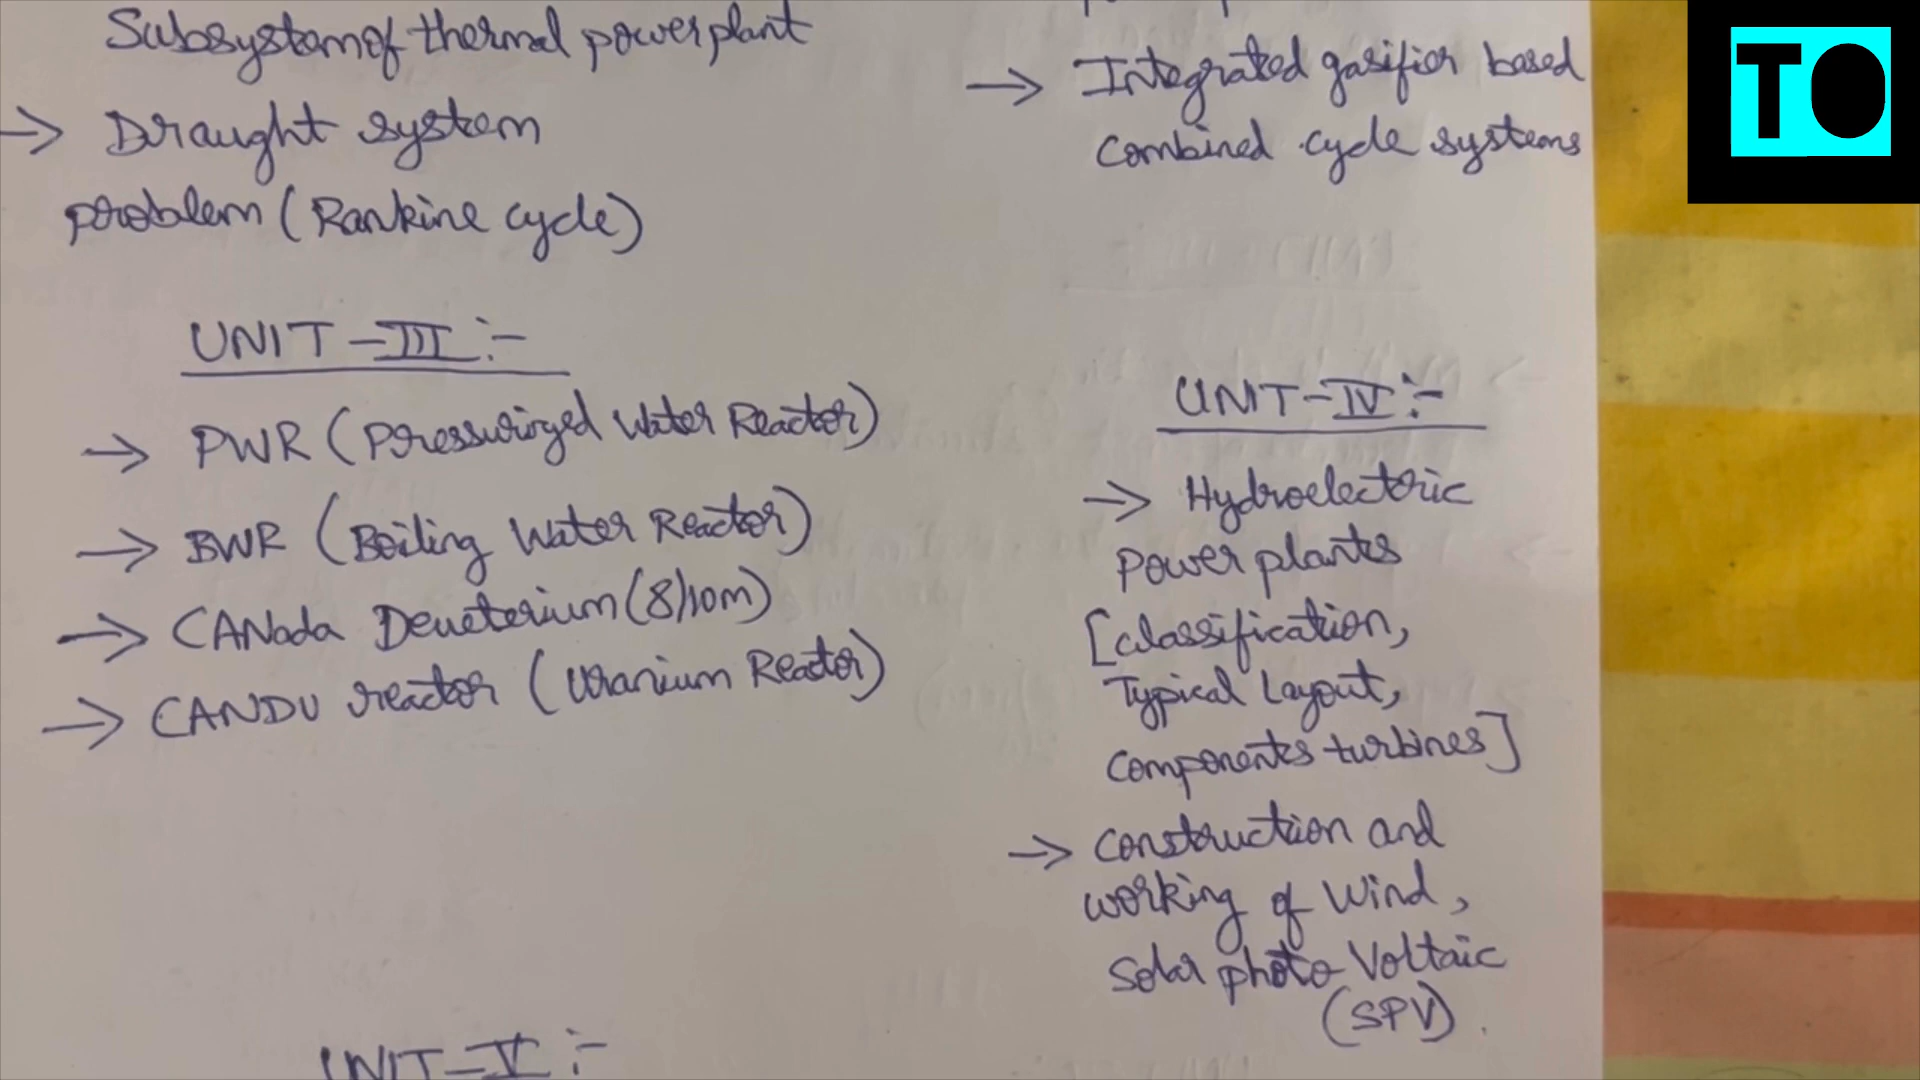 Subsystem of thermal power plant
→ Draught system
problem (Rankine cycle)
UNIT-III:-
→ PWR (Pressurized Water Reactor)
→ BWR (Boiling Water Reactor)
→ CANada Deueterium (8/10m)
→ CANDU reactor (Uranium Reactor)
UNIT-V:-
→ Integrated gasifier based
combined cycle systems
UNIT-IV:-
→ Hydroelectric
power plants
[classification,
Typical Layout,
components turbines]
→ construction and
working of Wind,
Solar photo Voltaic
(SPV).
TO